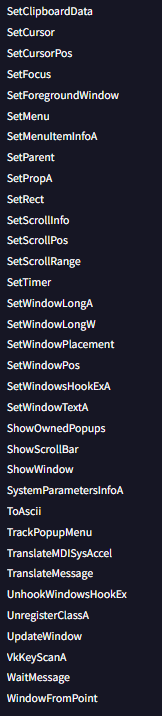 SetClipboardData
SetCursor
SetCursorPos
SetFocus
SetForegroundWindow
SetMenu
SetMenuItemInfoA
SetParent
SetPropA
SetRect
SetScrollInfo
SetScrollPos
SetScrollRange
SetTimer
SetWindowLongA
SetWindowLongW
SetWindowPlacement
SetWindowPos
SetWindowsHookExA
SetWindowTextA
ShowOwnedPopups
ShowScrollBar
ShowWindow
SystemParametersInfoA
ToAscii
TrackPopupMenu
TranslateMDISysAccel
TranslateMessage
UnhookWindowsHookEx
UnregisterClassA
UpdateWindow
VkKeyScanA
WaitMessage
WindowFromPoint